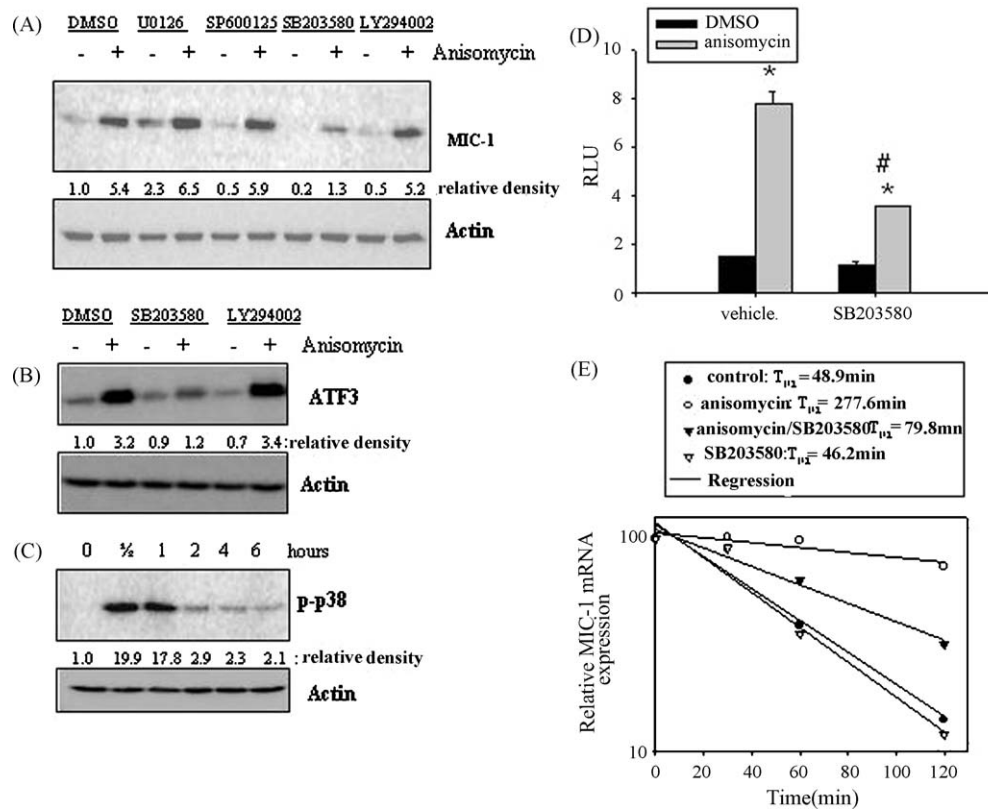 (A)
DMSO U0126 SP600125 SB203580 LY294002
- + - + - + - + - + Anisomycin
MIC-1
1.0 5.4 2.3 6.5 0.5 5.9 0.2 1.3 0.5 5.2 relative density
Actin
(B)
DMSO SB203580 LY294002
- + - + - + Anisomycin
ATF3
1.0 3.2 0.9 1.2 0.7 3.4 :relative density
Actin
(C)
0 ½ 1 2 4 6 hours
p-p38
1.0 19.9 17.8 2.9 2.3 2.1 : relative density
Actin
(D)
DMSO
anisomycin
10
8
6
4
2
0
RLU
*
#
*
vehicle. SB203580
(E)
control: T1/2= 48.9min
anisomycin: T1/2= 277.6min
anisomycin/SB203580T1/2= 79.8mn
SB203580:T1/2= 46.2min
Regression
Relative MIC-1 mRNA
expression
100
10
0 20 40 60 80 100 120
Time(min)